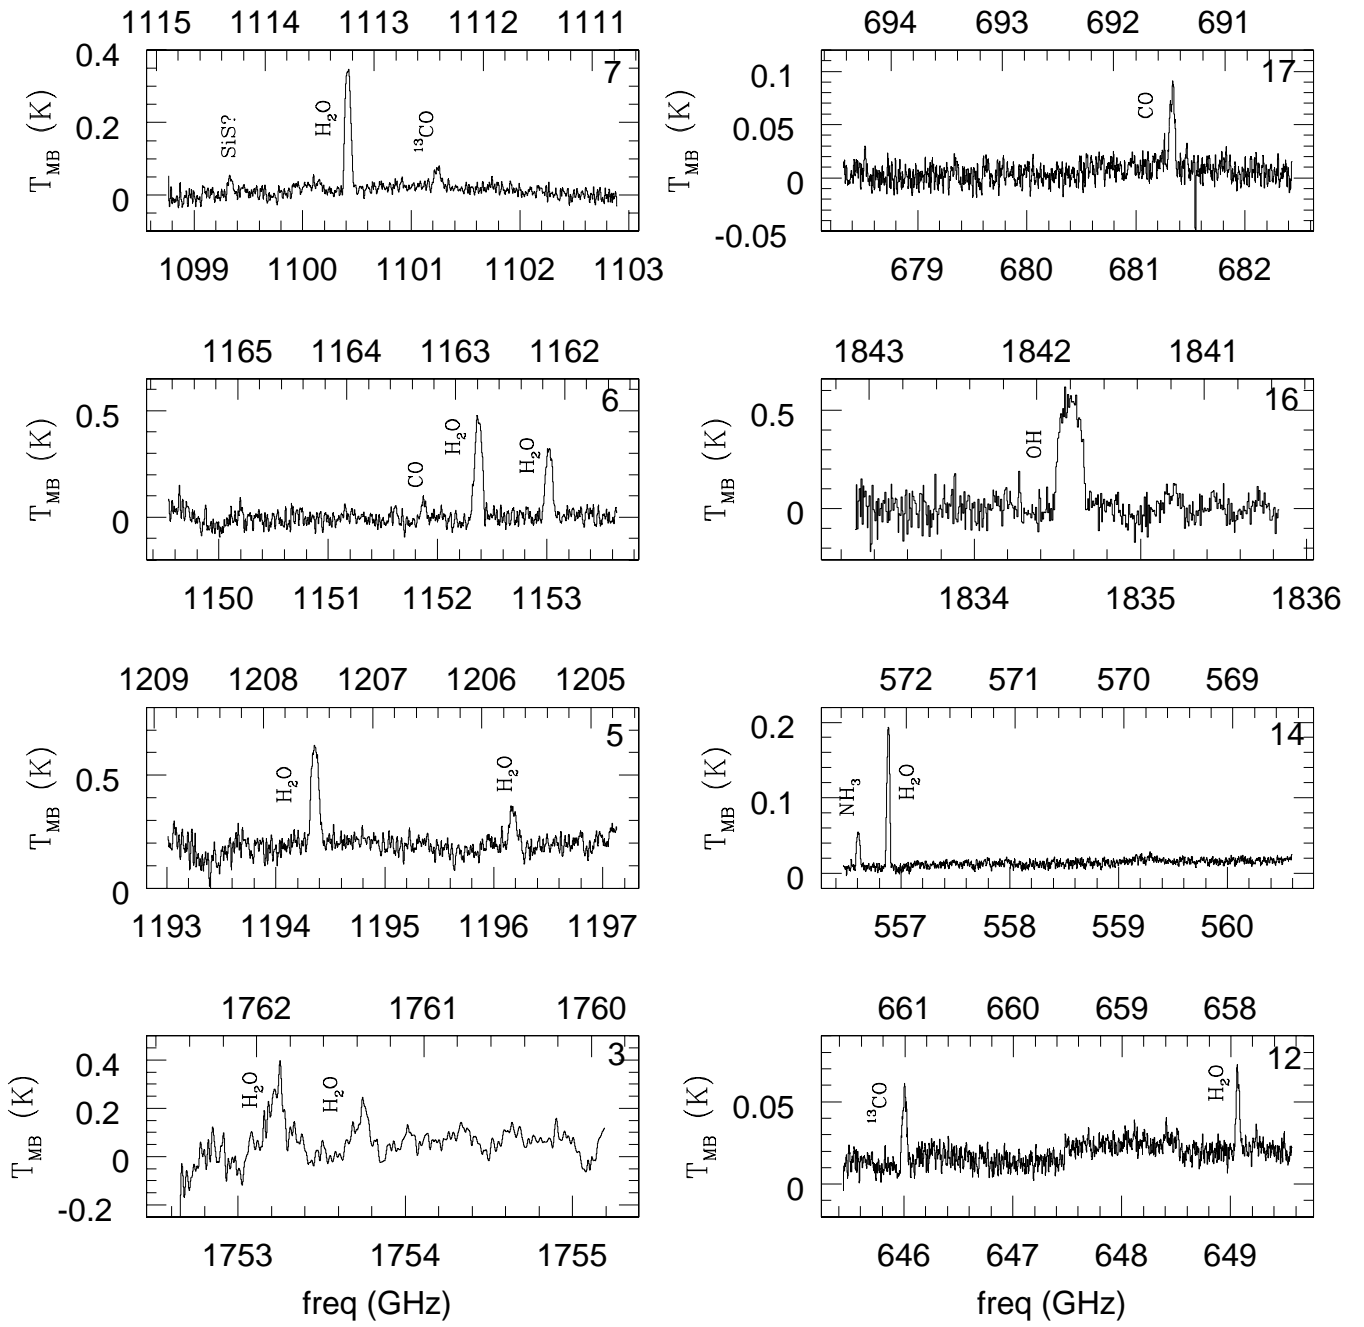 1115 1114 1113 1112 1111
694 693 692 691
0.4
0.2
0
T_MB (K)
SiS?
H₂O
¹³CO
7
0.1
0.05
0
-0.05
T_MB (K)
CO
17
1099 1100 1101 1102 1103
679 680 681 682
1165 1164 1163 1162
1843 1842 1841
0.5
0
T_MB (K)
CO
H₂O
H₂O
6
0.5
0
T_MB (K)
OH
16
1150 1151 1152 1153
1834 1835 1836
1209 1208 1207 1206 1205
572 571 570 569
0.5
0
T_MB (K)
H₂O
H₂O
5
0.2
0.1
0
T_MB (K)
NH₃
H₂O
14
1193 1194 1195 1196 1197
557 558 559 560
1762 1761 1760
661 660 659 658
0.4
0.2
0
-0.2
T_MB (K)
H₂O
H₂O
3
0.05
0
T_MB (K)
¹³CO
H₂O
12
1753 1754 1755
646 647 648 649
freq (GHz)
freq (GHz)